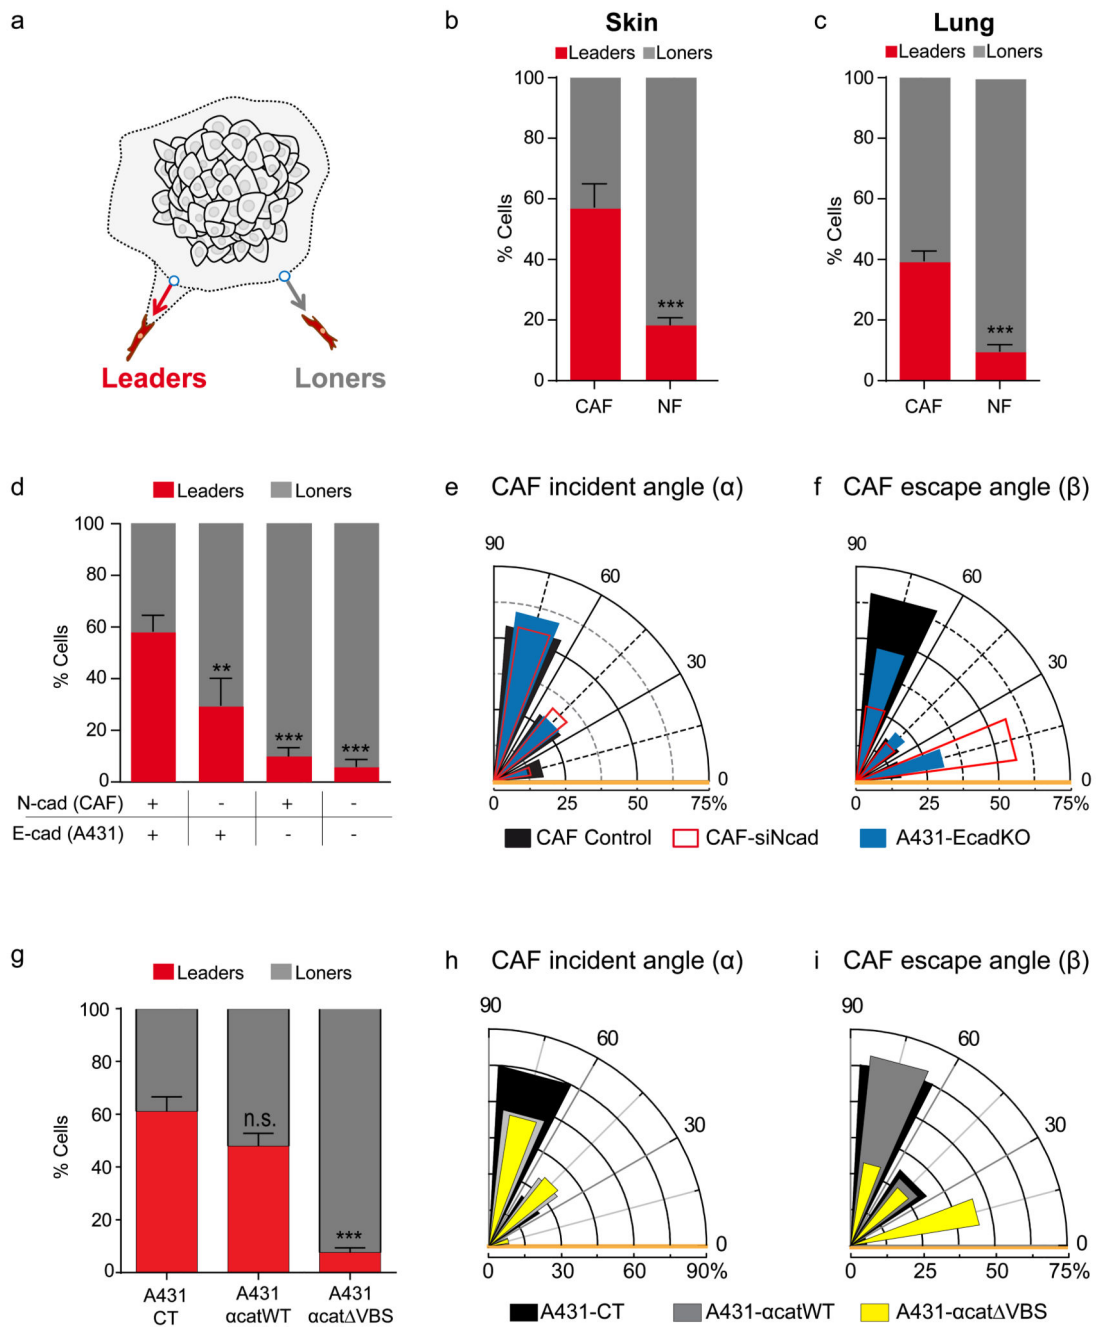 a
Leaders
Loners
b
Skin
Leaders Loners
100
80
60
40
20
0
% Cells
***
CAF NF
c
Lung
Leaders Loners
100
80
60
40
20
0
% Cells
***
CAF NF
d
Leaders Loners
100
80
60
40
20
0
% Cells
**
***
***
N-cad (CAF) + - + -
E-cad (A431) + + - -
e CAF incident angle (α)
90
60
30
0
0 25 50 75%
f CAF escape angle (β)
90
60
30
0
0 25 50 75%
CAF Control CAF-siNcad A431-EcadKO
g
Leaders Loners
100
80
60
40
20
0
% Cells
n.s.
***
A431 A431 A431
CT αcatWT αcatΔVBS
h CAF incident angle (α)
90
60
30
0
0 30 60 90%
i CAF escape angle (β)
90
60
30
0
0 25 50 75%
A431-CT A431-αcatWT A431-αcatΔVBS